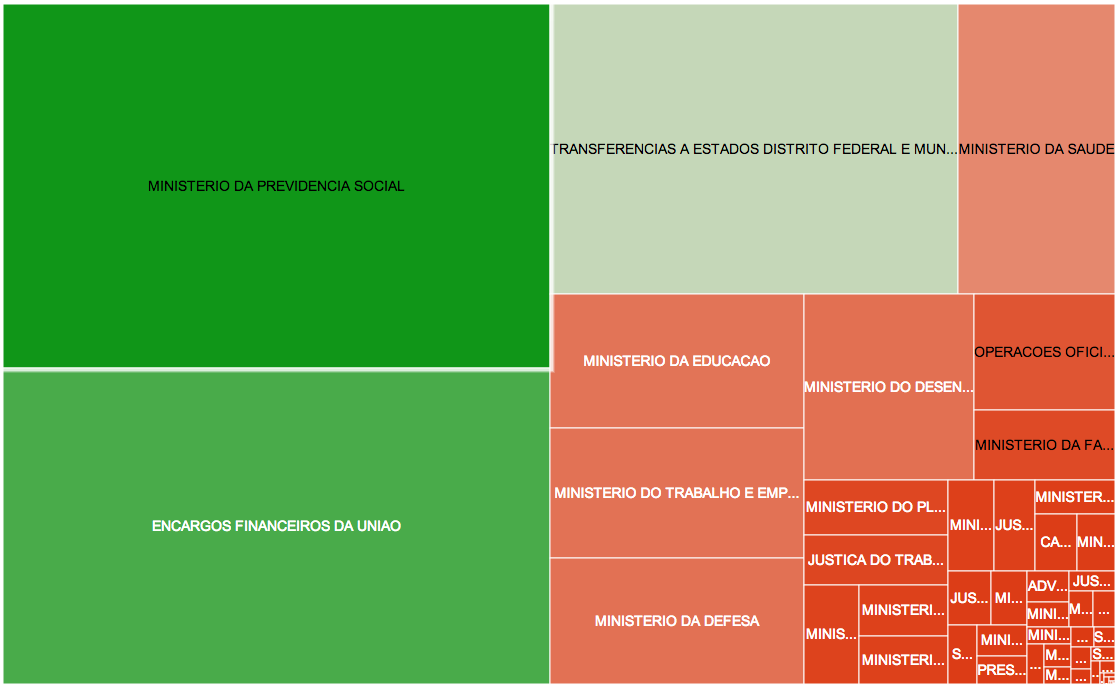 MINISTERIO DA PREVIDENCIA SOCIAL
TRANSFERENCIAS A ESTADOS DISTRITO FEDERAL E MUN...
MINISTERIO DA SAUDE
ENCARGOS FINANCEIROS DA UNIAO
MINISTERIO DA EDUCACAO
MINISTERIO DO DESEN...
OPERACOES OFICI...
MINISTERIO DA FA...
MINISTERIO DO TRABALHO E EMP...
MINISTERIO DA DEFESA
MINISTERIO DO PL...
JUSTICA DO TRAB...
MINIS...
MINISTERI...
MINISTERI...
MINI...
JUS...
MINISTER...
CA...
MIN...
JUS...
MI...
ADV...
JUS...
MINI...
M...
...
S...
MINI...
PRES...
MINI...
...
S...
...
M...
M...
...
S...
...